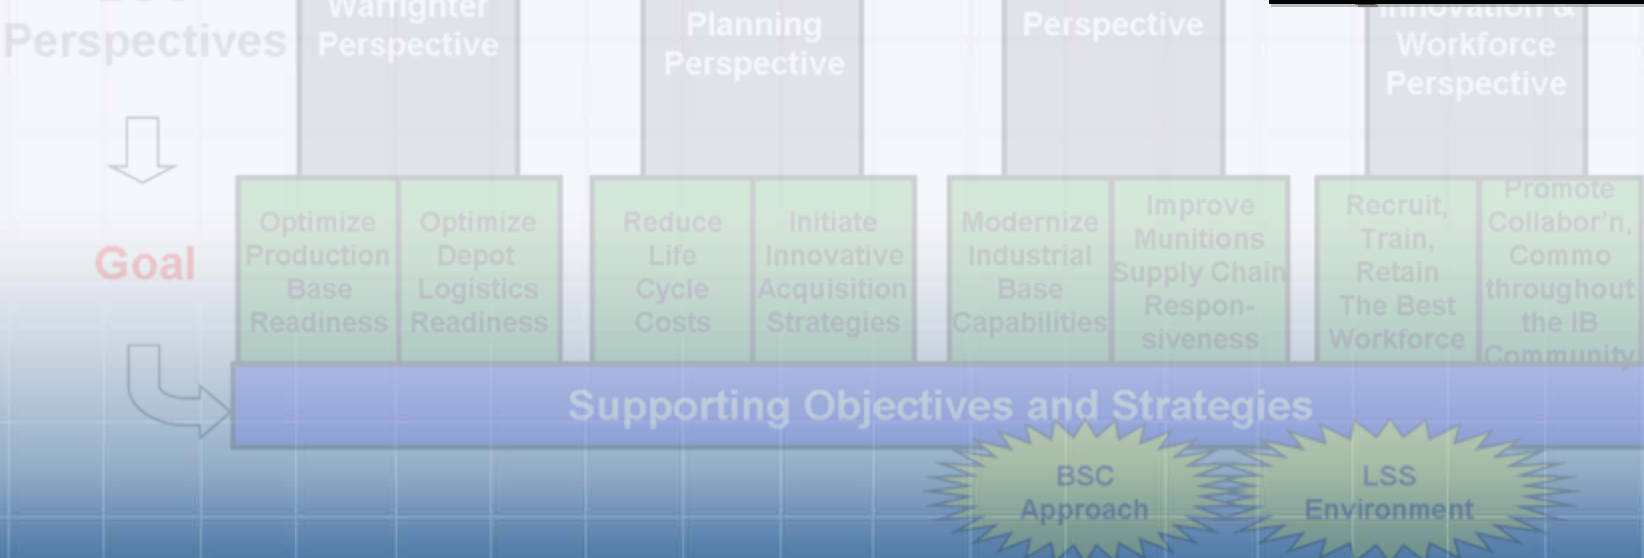 Perspectives
Warfighter
Perspective
Planning
Perspective
Perspective
Innovation &
Workforce
Perspective
Goal
Optimize
Production
Base
Readiness
Optimize
Depot
Logistics
Readiness
Reduce
Life
Cycle
Costs
Initiate
Innovative
Acquisition
Strategies
Modernize
Industrial
Base
Capabilities
Improve
Munitions
Supply Chain
Respon-
siveness
Recruit,
Train,
Retain
The Best
Workforce
Promote
Collabor'n,
Commo
throughout
the IB
Community
Supporting Objectives and Strategies
BSC
Approach
LSS
Environment